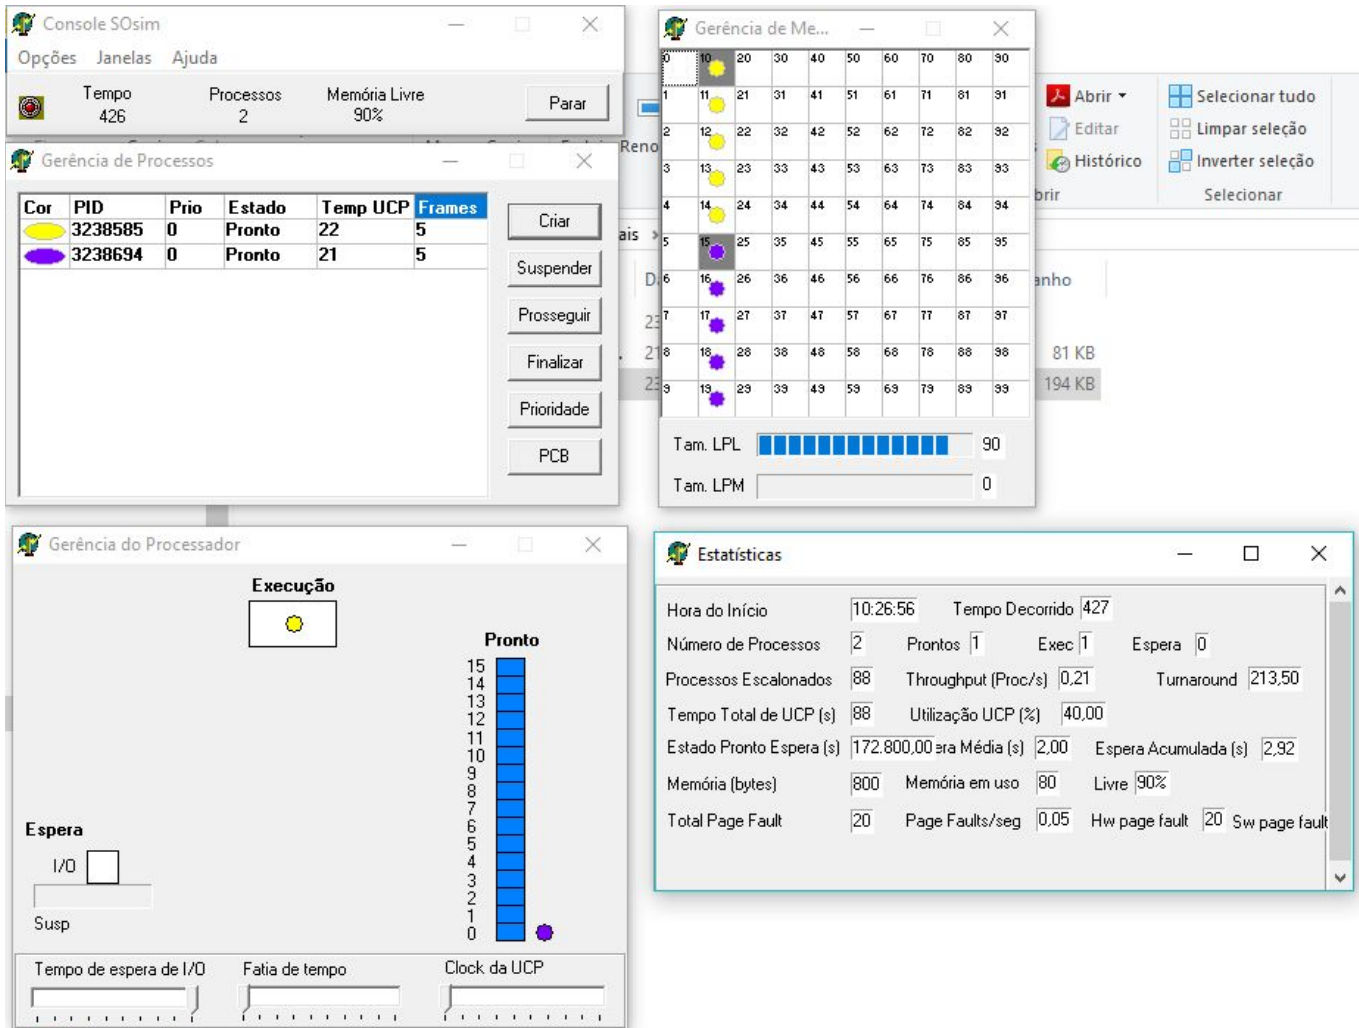 Console SOsim
Opções Janelas Ajuda
Tempo Processos Memória Livre
426 2 90%
Parar
Gerência de Processos
Cor PID Prio Estado Temp UCP Frames
3238585 0 Pronto 22 5
3238694 0 Pronto 21 5
Criar
Suspender
Prosseguir
Finalizar
Prioridade
PCB
Gerência de Me...
0 10 20 30 40 50 60 70 80 90
1 11 21 31 41 51 61 71 81 91
2 12 22 32 42 52 62 72 82 92
3 13 23 33 43 53 63 73 83 93
4 14 24 34 44 54 64 74 84 94
5 15 25 35 45 55 65 75 85 95
6 16 26 36 46 56 66 76 86 96
7 17 27 37 47 57 67 77 87 97
8 18 28 38 48 58 68 78 88 98
9 19 29 39 49 59 69 79 89 99
Tam. LPL 90
Tam. LPM 0
Reno
ais
Abrir
Editar
Histórico
brir
Selecionar tudo
Limpar seleção
Inverter seleção
Selecionar
anho
81 KB
194 KB
Gerência do Processador
Execução
Pronto
15
14
13
12
11
10
9
8
7
6
5
4
3
2
1
0
Espera
I/O
Susp
Tempo de espera de I/O Fatia de tempo Clock da UCP
Estatísticas
Hora do Início 10:26:56 Tempo Decorrido 427
Número de Processos 2 Prontos 1 Exec 1 Espera 0
Processos Escalonados 88 Throughput (Proc/s) 0,21 Turnaround 213,50
Tempo Total de UCP (s) 88 Utilização UCP (%) 40,00
Estado Pronto Espera (s) 172.800,00 era Média (s) 2,00 Espera Acumulada (s) 2,92
Memória (bytes) 800 Memória em uso 80 Livre 90%
Total Page Fault 20 Page Faults/seg 0,05 Hw page fault 20 Sw page fault